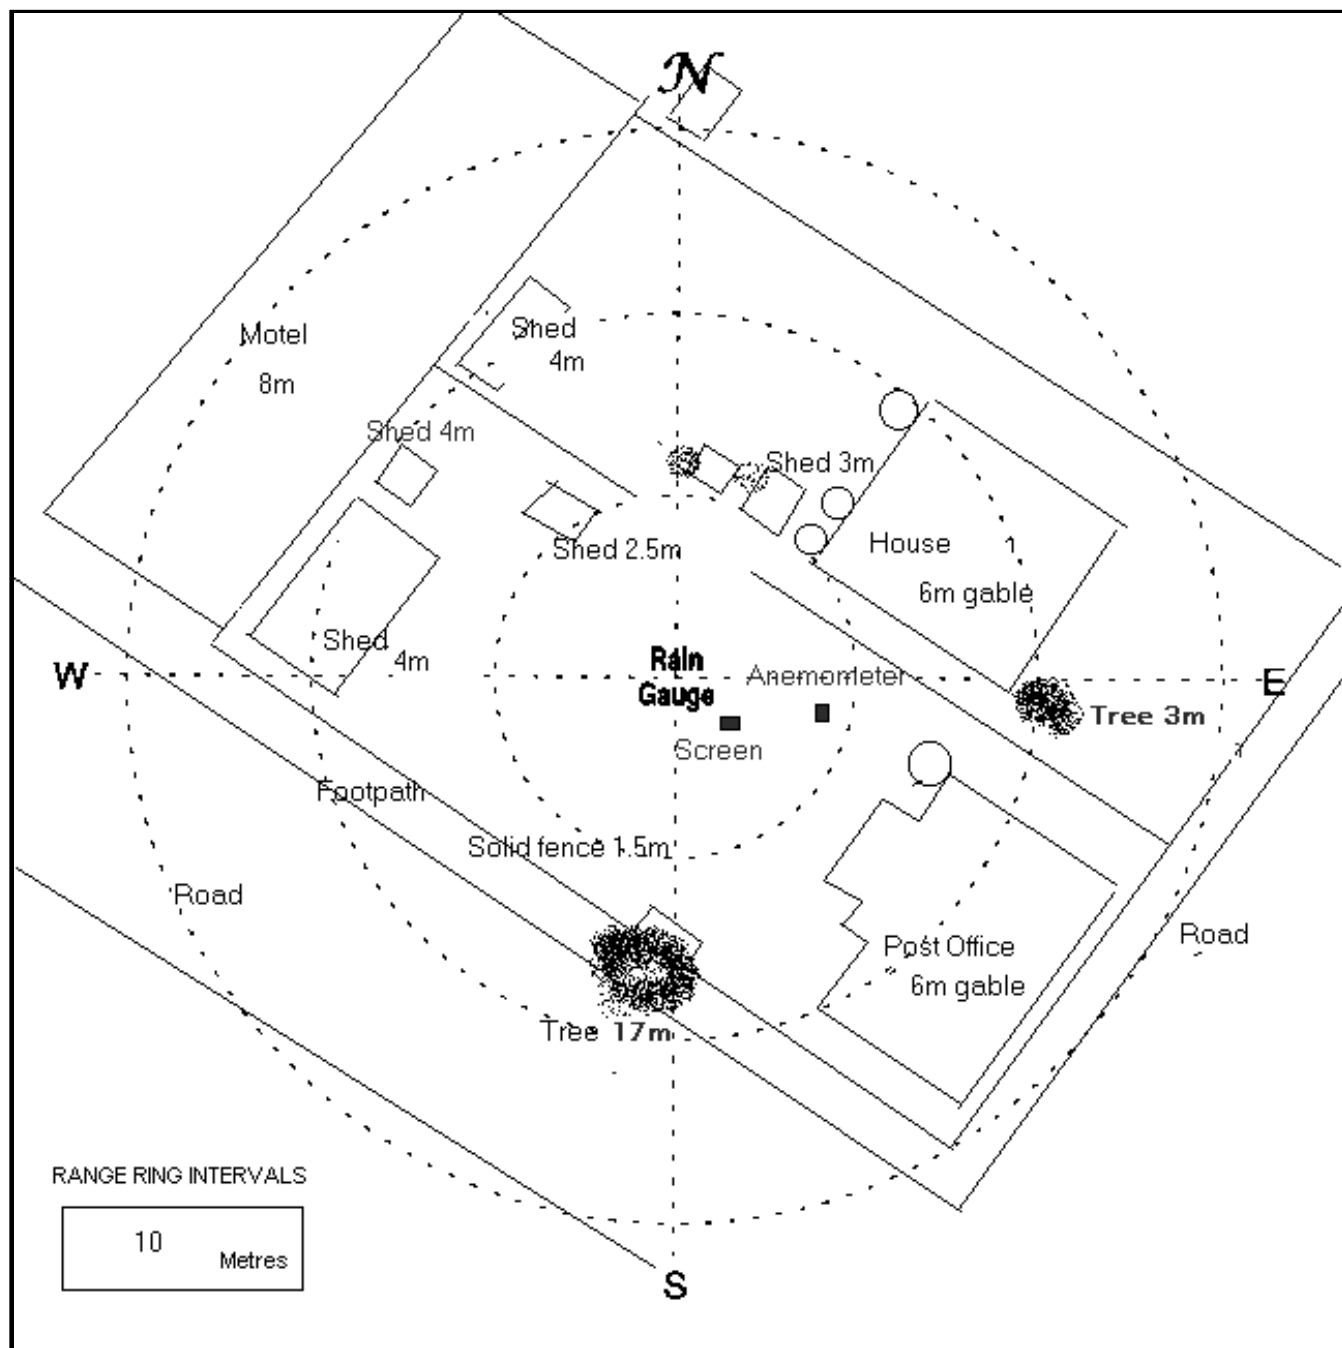 N
Motel
8m
Shed
4m
Shed 4m
Shed 3m
Shed 2.5m
House
6m gable
Shed
4m
W
Rain
Gauge
Anemometer
E
Tree 3m
Screen
Footpath
Solid fence 1.5m
Road
Post Office
6m gable
Road
Tree 17m
RANGE RING INTERVALS
10 Metres
S